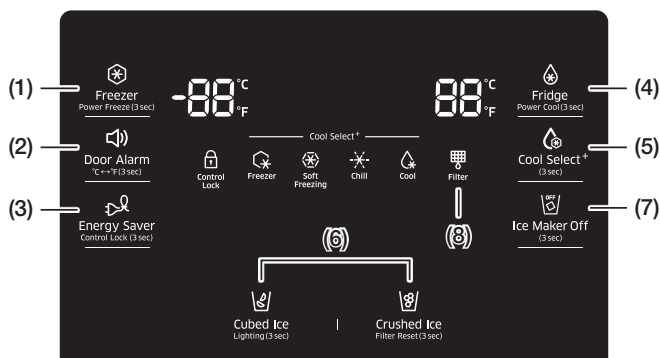 (1)
Freezer
Power Freeze (3 sec)
-88 °C °F
88 °C °F
(4)
Fridge
Power Cool (3 sec)
(2)
Door Alarm
°C↔°F (3 sec)
Cool Select+
Control
Lock
Freezer
Soft
Freezing
Chill
Cool
Filter
(5)
Cool Select+
(3 sec)
(3)
Energy Saver
Control Lock (3 sec)
(6)
(8)
OFF
(7)
Ice Maker Off
(3 sec)
Cubed Ice
Lighting (3 sec)
|
Crushed Ice
Filter Reset (3 sec)